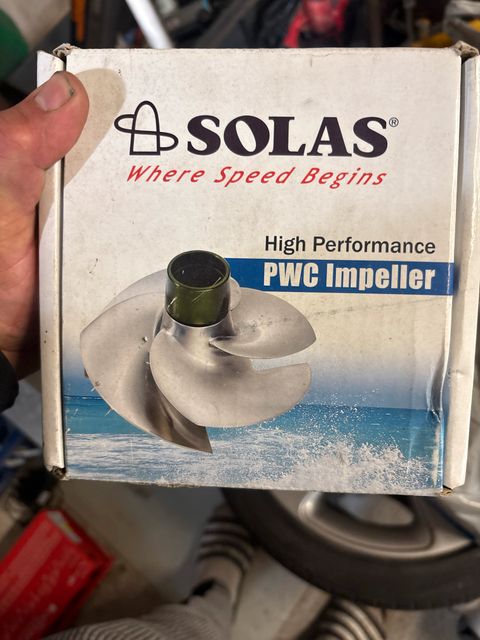 SOLAS®
Where Speed Begins
High Performance
PWC Impeller